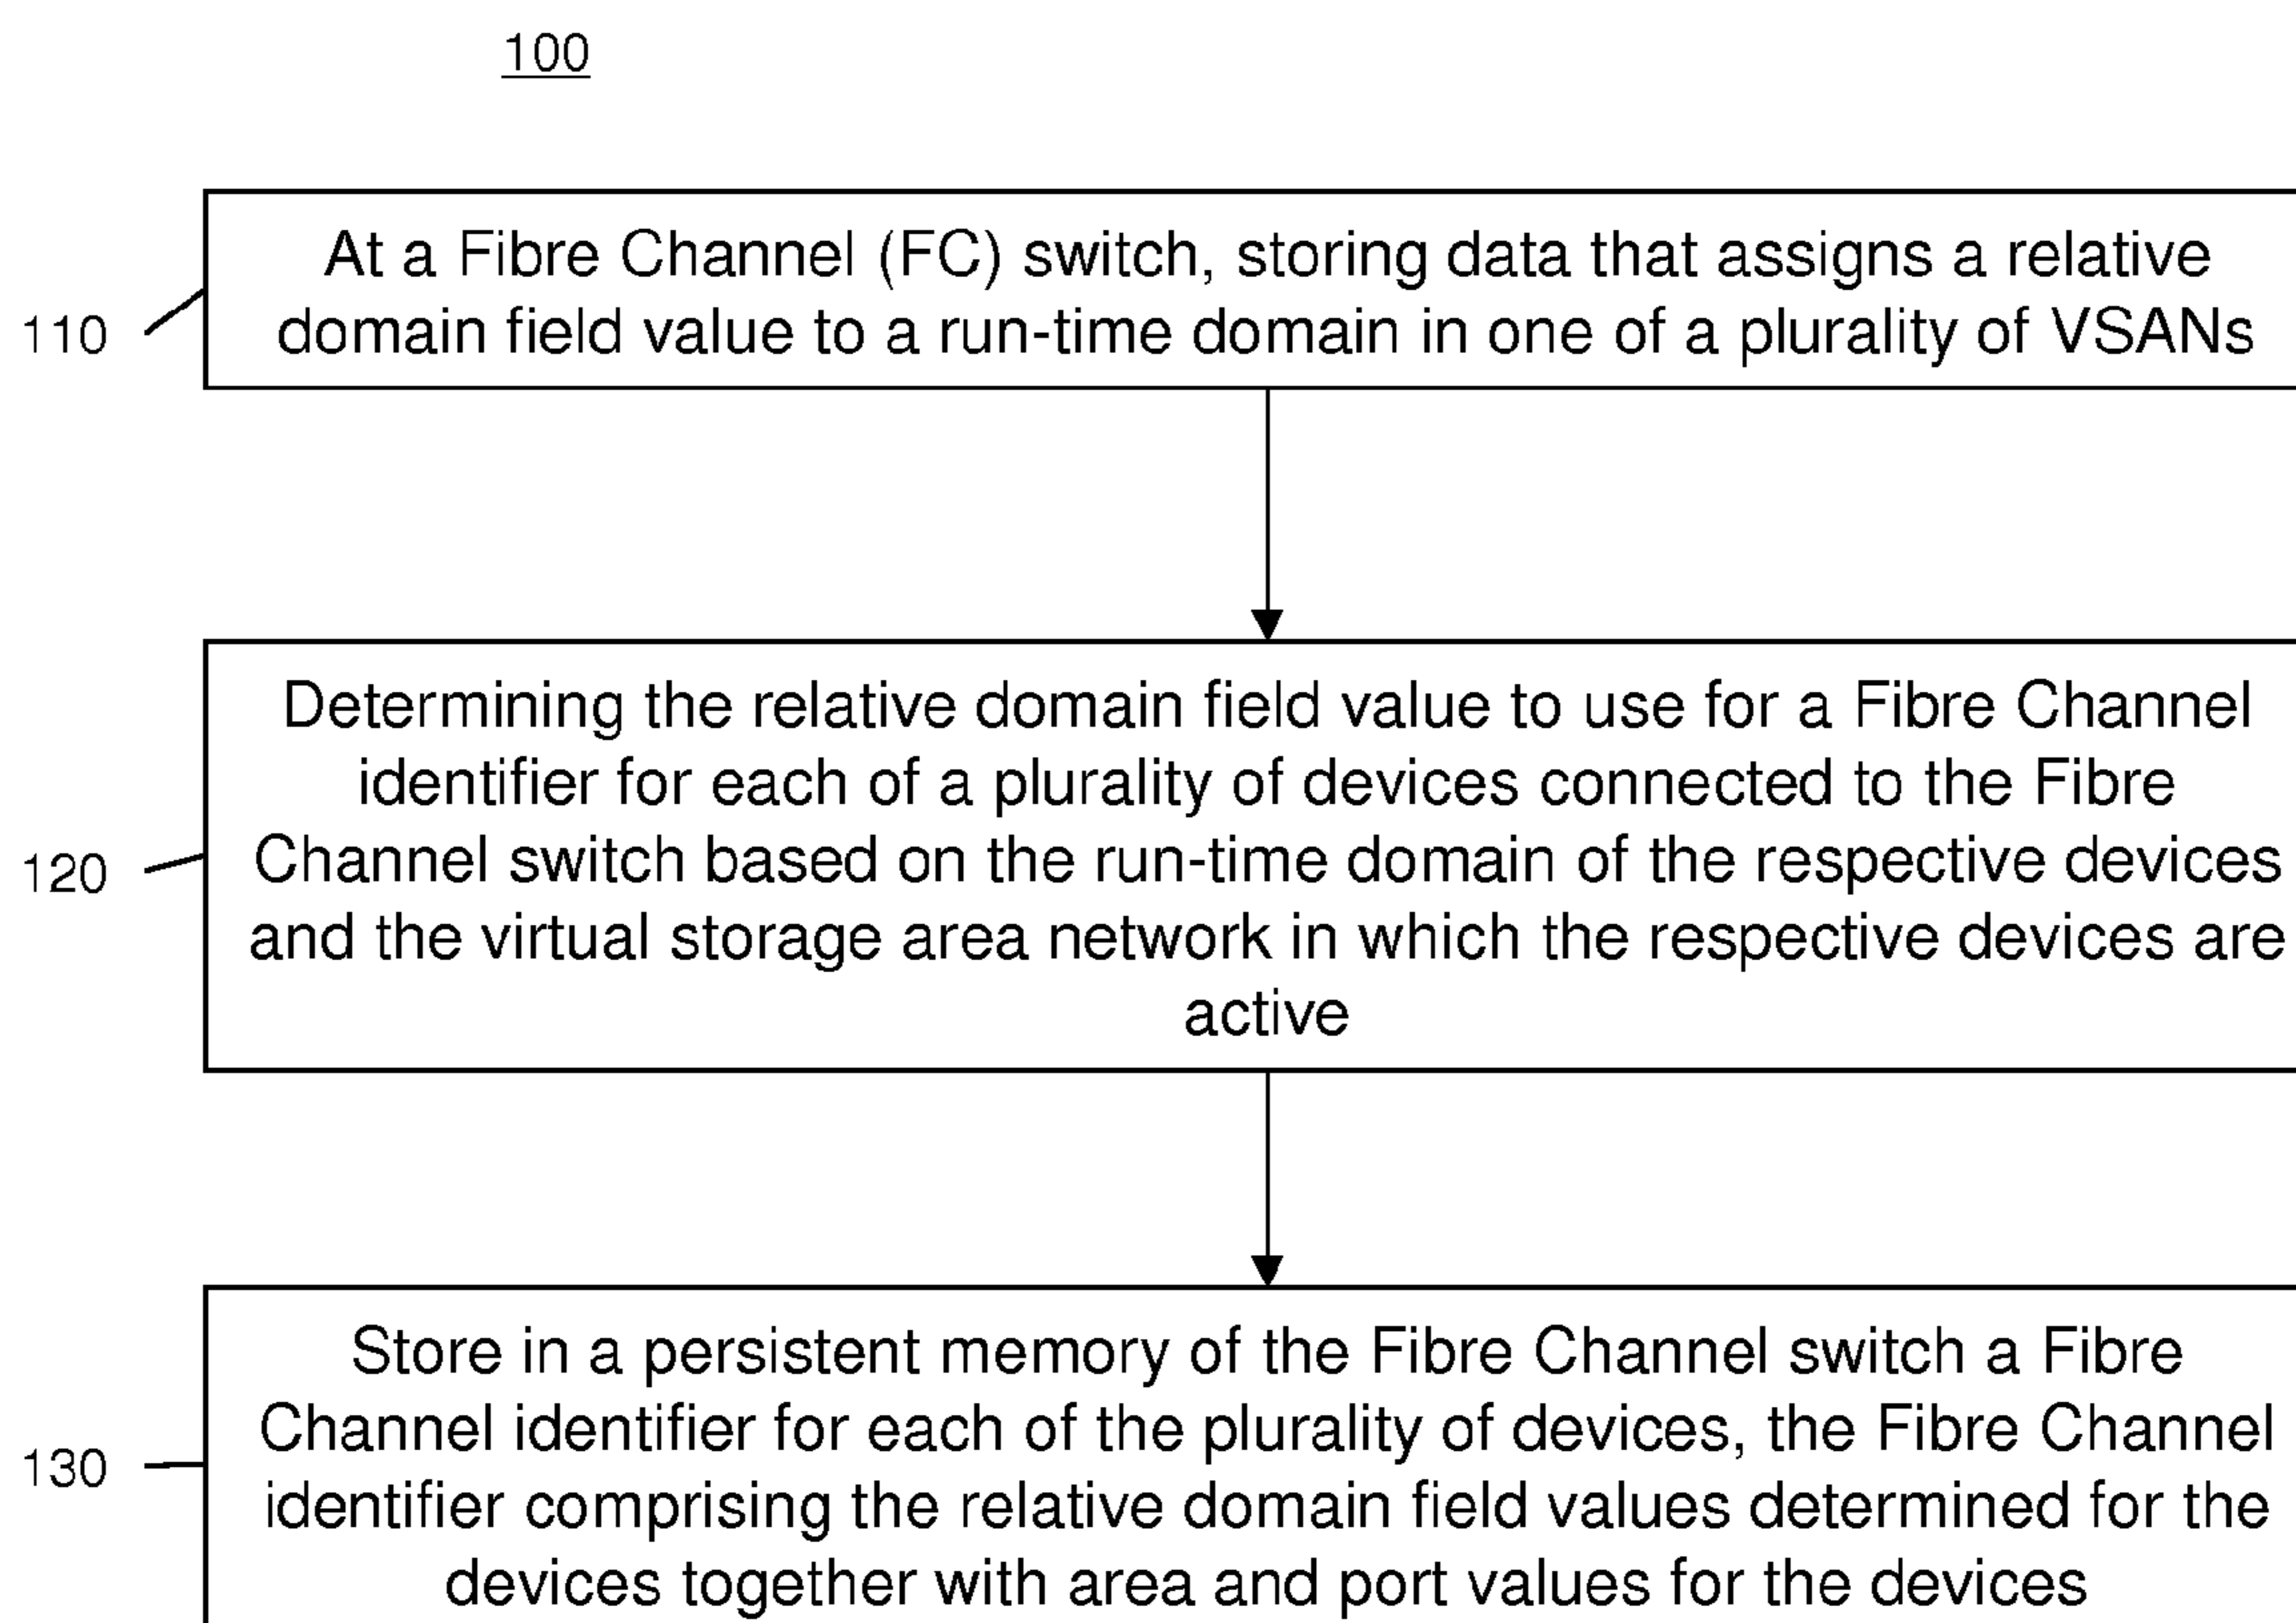 100
110
At a Fibre Channel (FC) switch, storing data that assigns a relative
domain field value to a run-time domain in one of a plurality of VSANs
120
Determining the relative domain field value to use for a Fibre Channel
identifier for each of a plurality of devices connected to the Fibre
Channel switch based on the run-time domain of the respective devices
and the virtual storage area network in which the respective devices are
active
130
Store in a persistent memory of the Fibre Channel switch a Fibre
Channel identifier for each of the plurality of devices, the Fibre Channel
identifier comprising the relative domain field values determined for the
devices together with area and port values for the devices